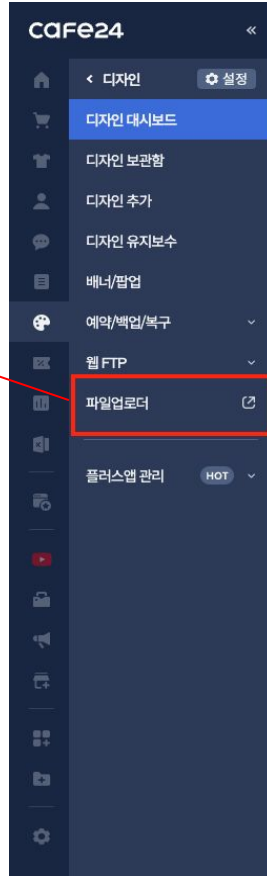 cafe24 «
< 디자인 설정
디자인 대시보드
디자인 보관함
디자인 추가
디자인 유지보수
배너/팝업
예약/백업/복구
웹 FTP
파일업로더
플러스앱 관리 HOT